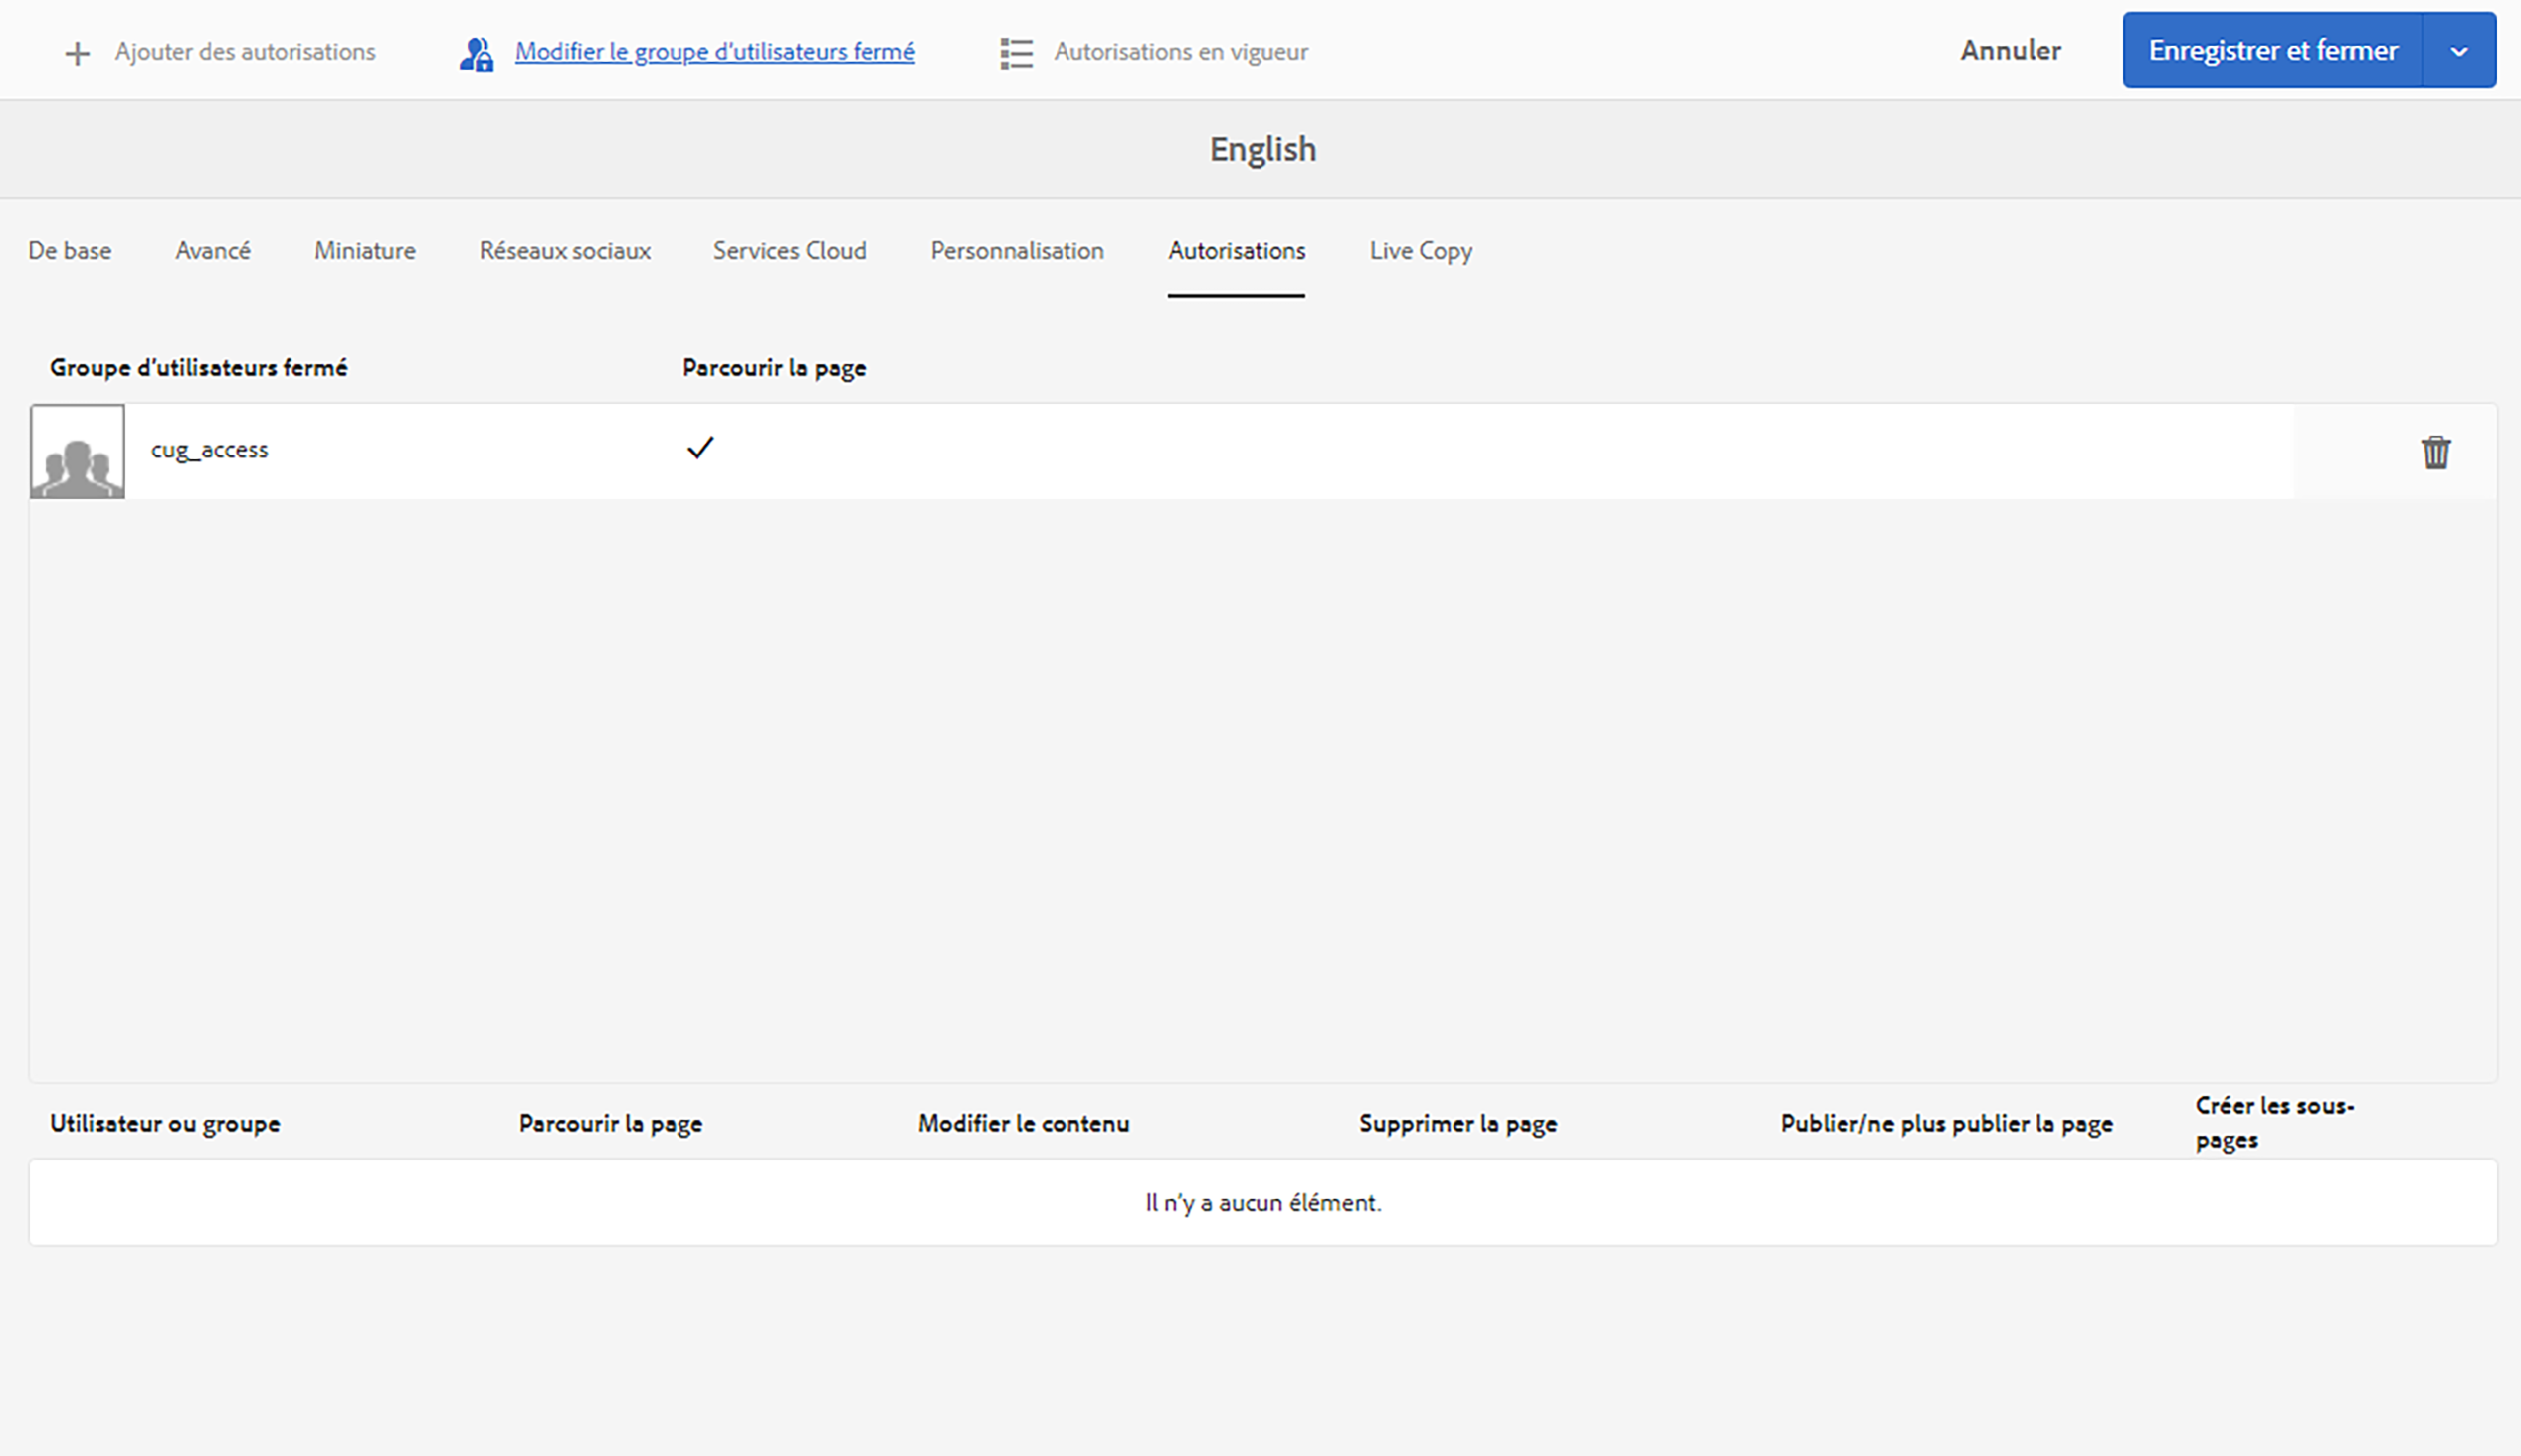 Ajouter des autorisations Modifier le groupe d’utilisateurs fermé Autorisations en vigueur Annuler Enregistrer et fermer
English
De base Avancé Miniature Réseaux sociaux Services Cloud Personnalisation Autorisations Live Copy
Groupe d’utilisateurs fermé Parcourir la page
cug_access
Utilisateur ou groupe Parcourir la page Modifier le contenu Supprimer la page Publier/ne plus publier la page Créer les sous-
pages
Il n’y a aucun élément.